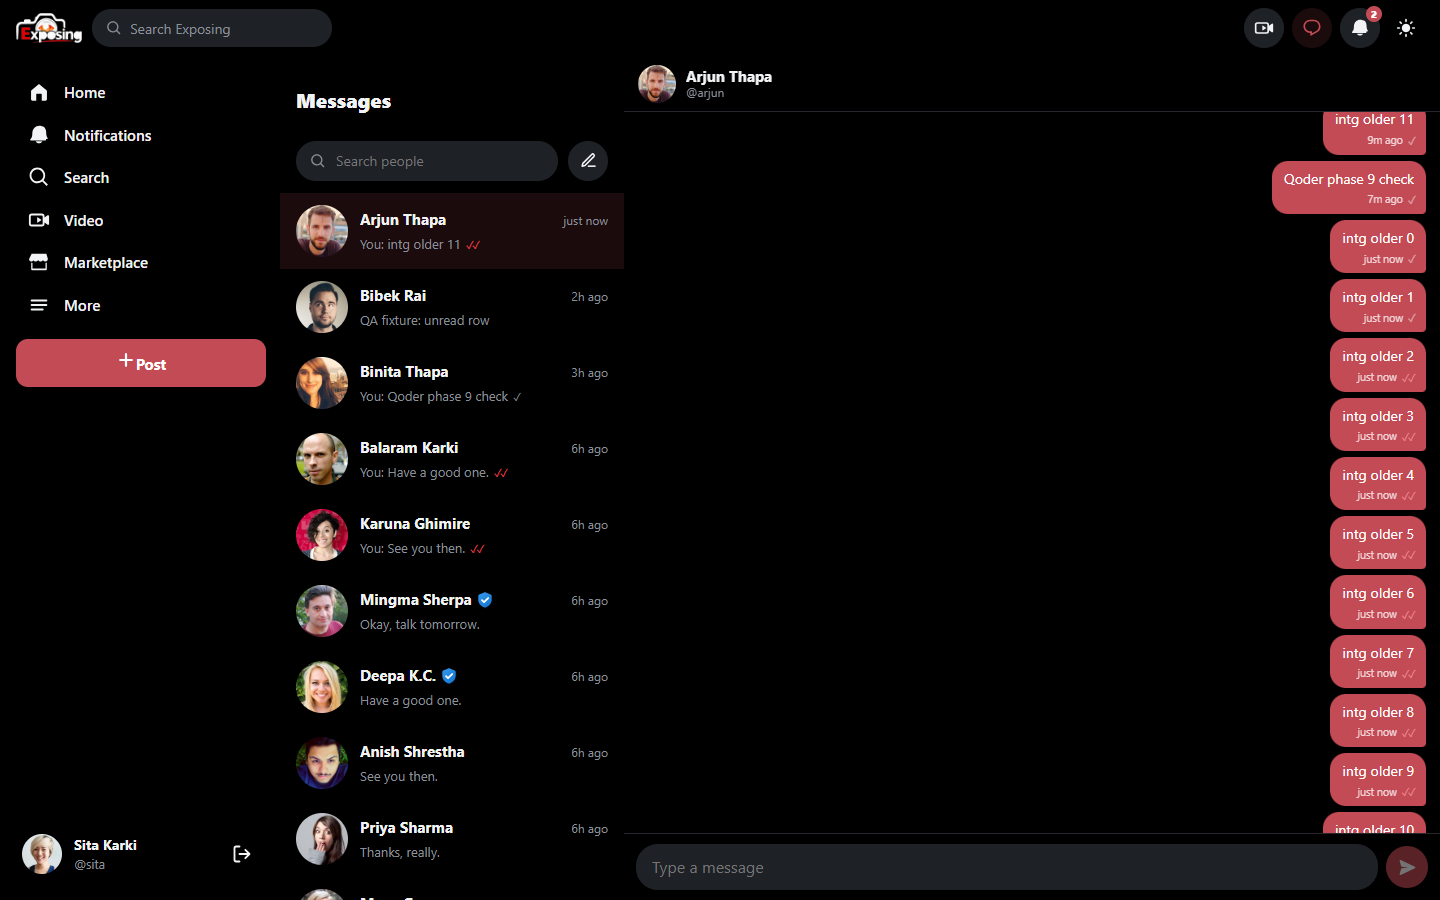 Exposing
Search Exposing
2
Home
Notifications
Search
Video
Marketplace
More
+ Post
Sita Karki
@sita
Messages
Search people
Arjun Thapa
just now
You: intg older 11
Bibek Rai
2h ago
QA fixture: unread row
Binita Thapa
3h ago
You: Qoder phase 9 check
Balaram Karki
6h ago
You: Have a good one.
Karuna Ghimire
6h ago
You: See you then.
Mingma Sherpa
6h ago
Okay, talk tomorrow.
Deepa K.C.
6h ago
Have a good one.
Anish Shrestha
6h ago
See you then.
Priya Sharma
6h ago
Thanks, really.
Arjun Thapa
@arjun
intg older 11
9m ago
Qoder phase 9 check
7m ago
intg older 0
just now
intg older 1
just now
intg older 2
just now
intg older 3
just now
intg older 4
just now
intg older 5
just now
intg older 6
just now
intg older 7
just now
intg older 8
just now
intg older 9
just now
intg older 10
Type a message